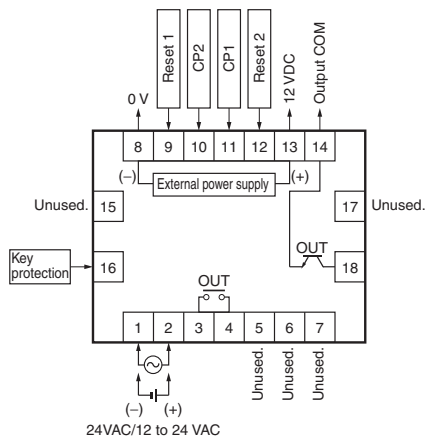 0 V
Reset 1
CP2
CP1
Reset 2
12 VDC
Output COM
8 9 10 11 12 13 14
(−) External power supply (+)
Unused. 15
17 Unused.
Key
protection
16
OUT
18
OUT
1 2 3 4 5 6 7
Unused.
Unused.
Unused.
(−) (+)
24VAC/12 to 24 VAC